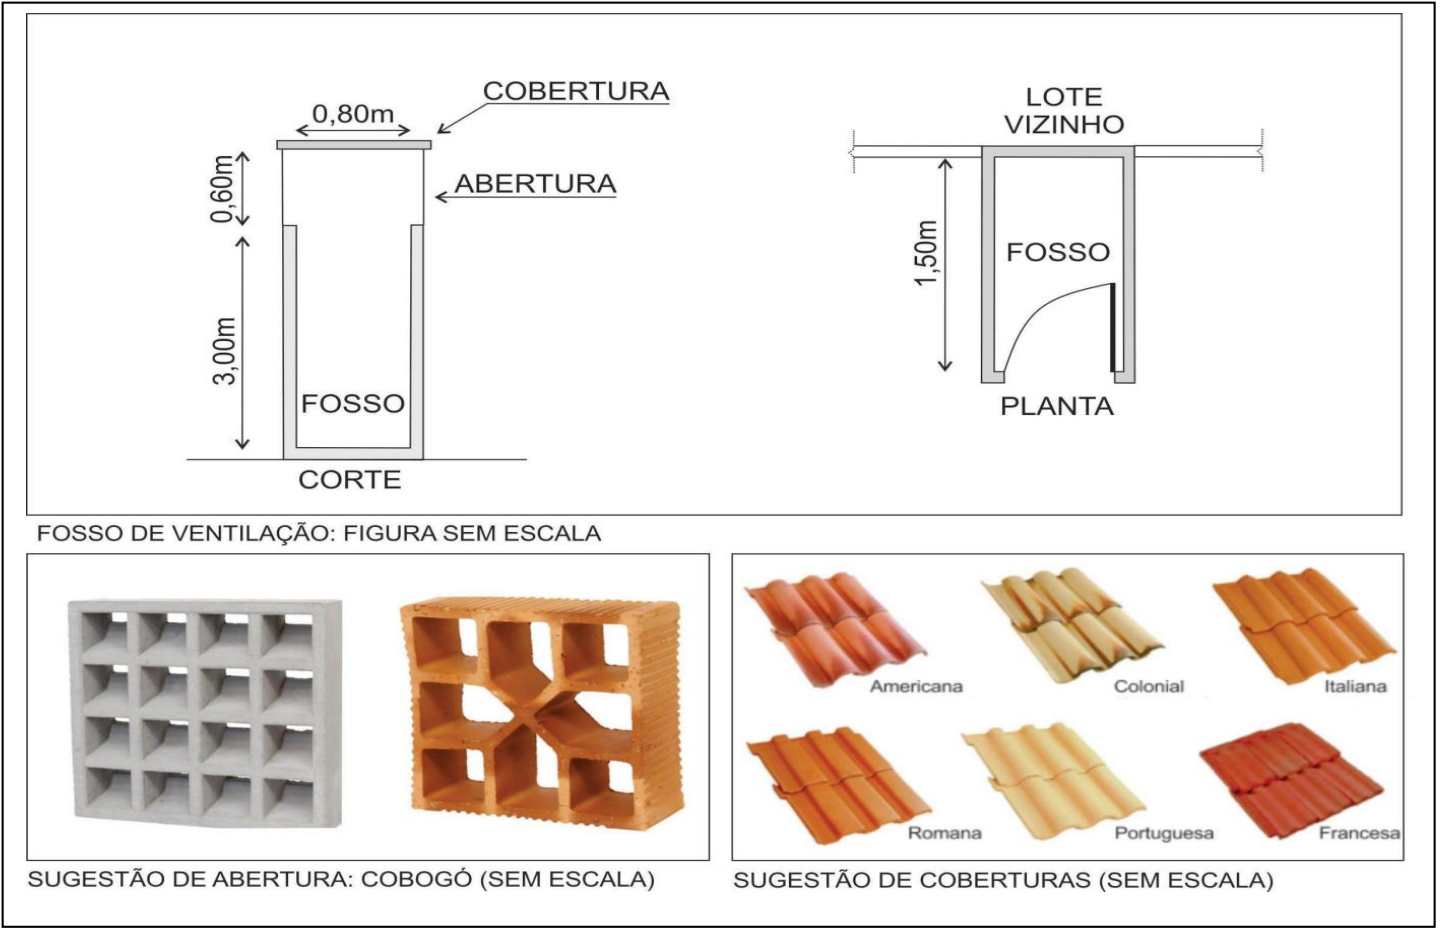 COBERTURA
0,80m
0,60m
ABERTURA
3,00m
FOSSO
CORTE
LOTE
VIZINHO
1,50m
FOSSO
PLANTA
FOSSO DE VENTILAÇÃO: FIGURA SEM ESCALA
Americana
Colonial
Italiana
Romana
Portuguesa
Francesa
SUGESTÃO DE ABERTURA: COBOGÓ (SEM ESCALA)
SUGESTÃO DE COBERTURAS (SEM ESCALA)